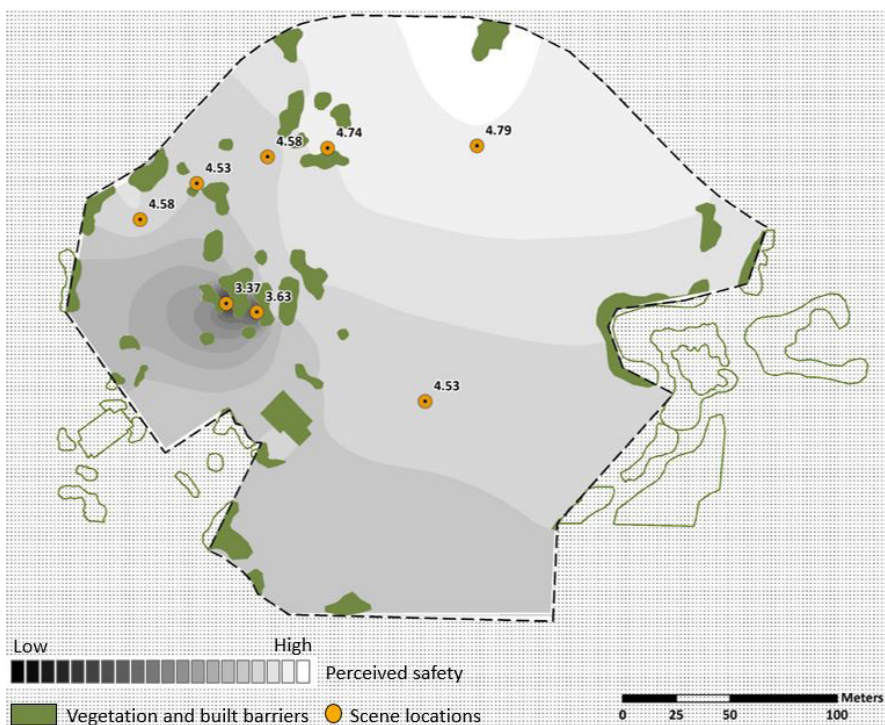 4.74
4.79
4.58
4.53
4.58
3.37
3.63
4.53
Low High
Perceived safety
Vegetation and built barriers Scene locations
Meters
0 25 50 100